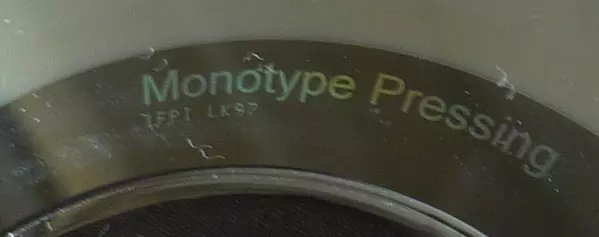 Monotype Pressing
IFPI LK97